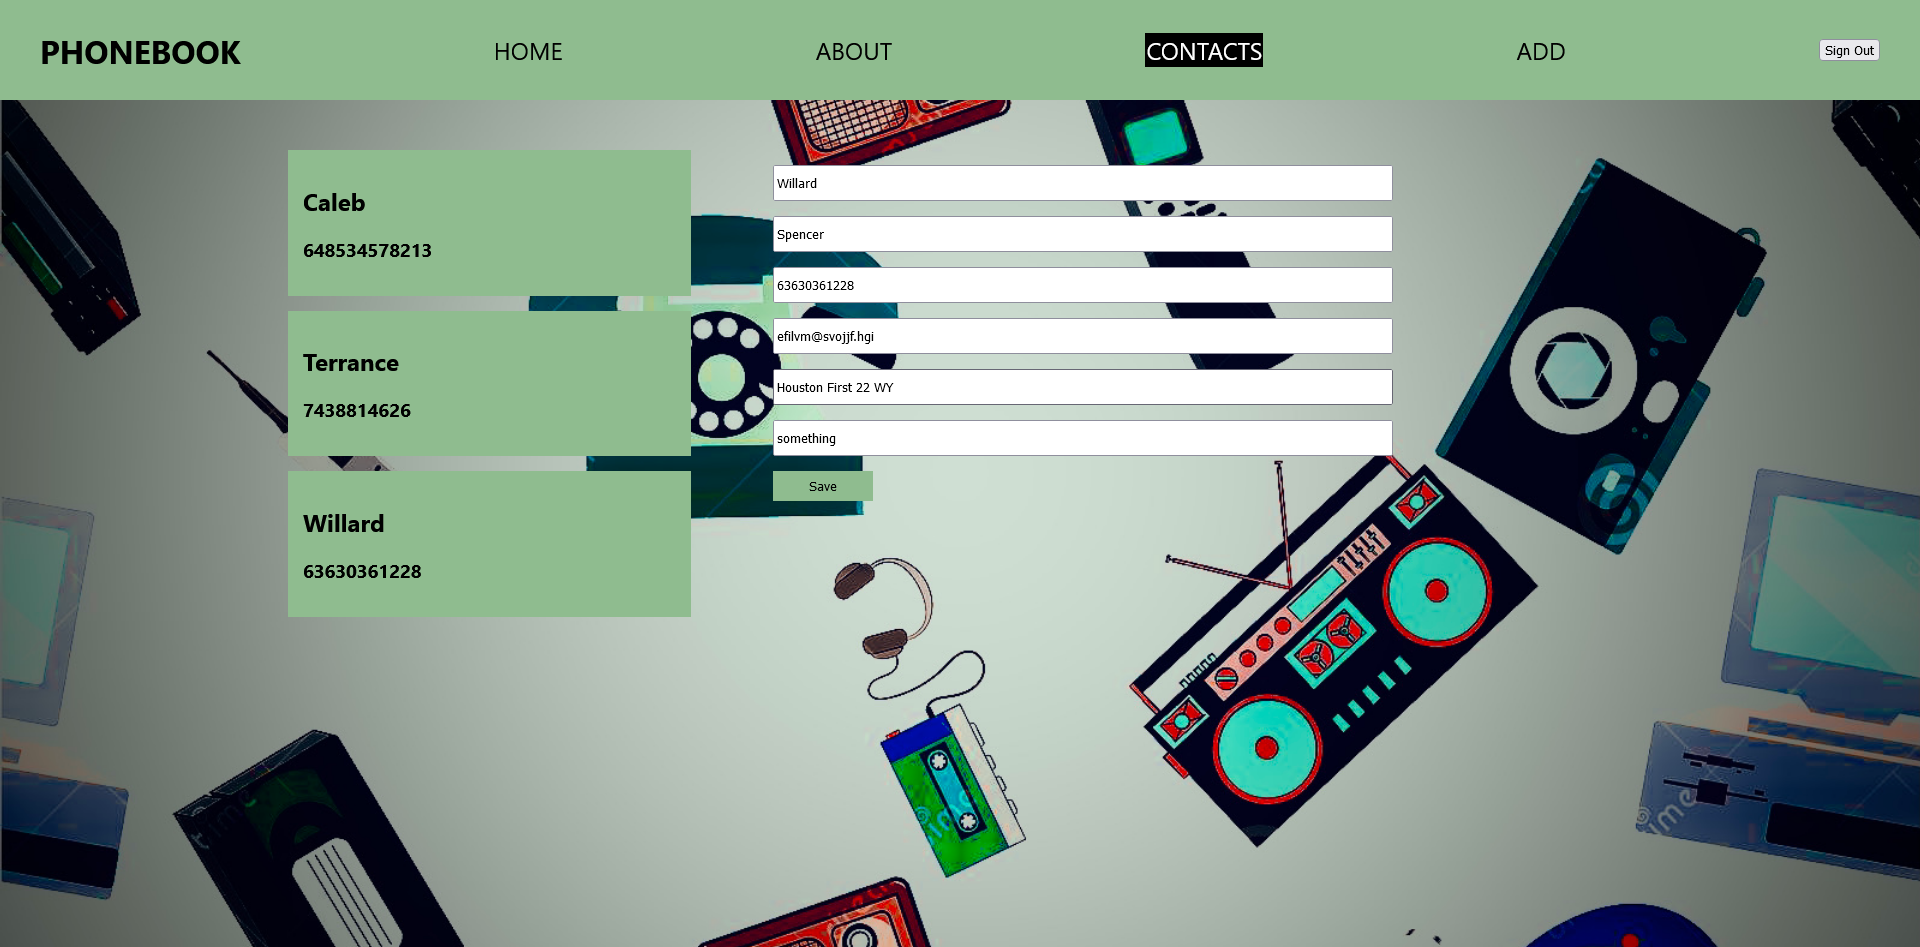 PHONEBOOK
HOME
ABOUT
CONTACTS
ADD
Sign Out
Caleb
648534578213
Terrance
7438814626
Willard
63630361228
Willard
Spencer
63630361228
efilvm@svojjf.hgi
Houston First 22 WY
something
Save